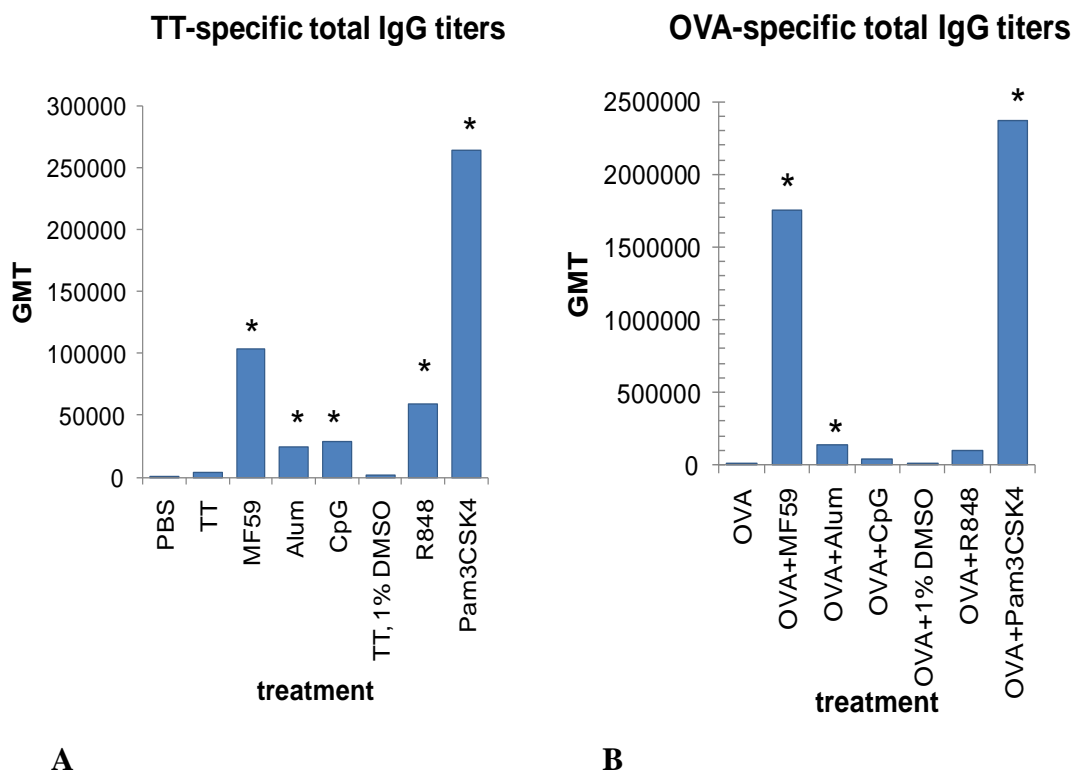 TT-specific total IgG titers
300000
250000
200000
150000
100000
50000
0
GMT
*
*
*
*
*
PBS
TT
MF59
Alum
CpG
TT, 1% DMSO
R848
Pam3CSK4
treatment
A
OVA-specific total IgG titers
2500000
2000000
1500000
1000000
500000
0
GMT
*
*
*
OVA
OVA+MF59
OVA+Alum
OVA+CpG
OVA+1% DMSO
OVA+R848
OVA+Pam3CSK4
treatment
B